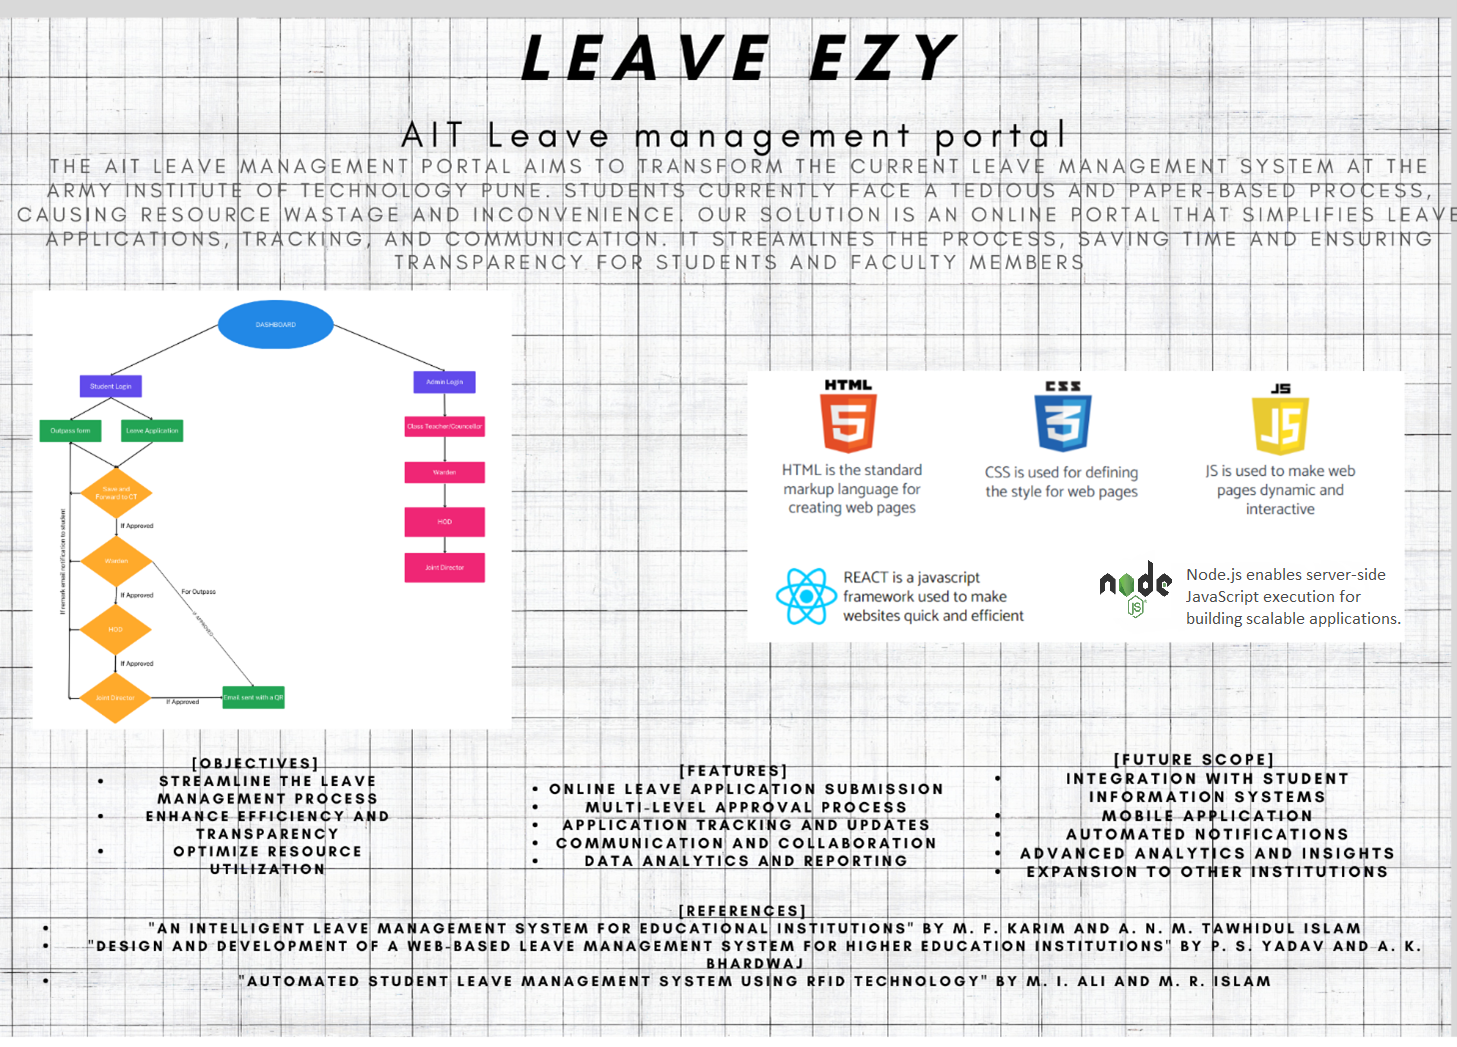 LEAVE EZY
AIT Leave management portal
THE AIT LEAVE MANAGEMENT PORTAL AIMS TO TRANSFORM THE CURRENT LEAVE MANAGEMENT SYSTEM AT THE
ARMY INSTITUTE OF TECHNOLOGY PUNE. STUDENTS CURRENTLY FACE A TEDIOUS AND PAPER-BASED PROCESS,
CAUSING RESOURCE WASTAGE AND INCONVENIENCE. OUR SOLUTION IS AN ONLINE PORTAL THAT SIMPLIFIES LEAVE
APPLICATIONS, TRACKING, AND COMMUNICATION. IT STREAMLINES THE PROCESS, SAVING TIME AND ENSURING
TRANSPARENCY FOR STUDENTS AND FACULTY MEMBERS
DASHBOARD
Student Login
Admin Login
Outpass form
Leave Application
Class Teacher/Councellor
Warden
HOD
Joint Director
Save and
Forward to CT
If Approved
Warden
For Outpass
IF APPROVED
If Approved
HOD
If Approved
Joint Director
If Approved
Email sent with a QR
If remark email notification to student
HTML
5
HTML is the standard
markup language for
creating web pages
CSS
3
CSS is used for defining
the style for web pages
JS
JS
JS is used to make web
pages dynamic and
interactive
REACT is a javascript
framework used to make
websites quick and efficient
node
JS
Node.js enables server-side
JavaScript execution for
building scalable applications.
[OBJECTIVES]
• STREAMLINE THE LEAVE
MANAGEMENT PROCESS
• ENHANCE EFFICIENCY AND
TRANSPARENCY
• OPTIMIZE RESOURCE
UTILIZATION
[FEATURES]
• ONLINE LEAVE APPLICATION SUBMISSION
• MULTI-LEVEL APPROVAL PROCESS
• APPLICATION TRACKING AND UPDATES
• COMMUNICATION AND COLLABORATION
• DATA ANALYTICS AND REPORTING
[FUTURE SCOPE]
• INTEGRATION WITH STUDENT
INFORMATION SYSTEMS
• MOBILE APPLICATION
• AUTOMATED NOTIFICATIONS
• ADVANCED ANALYTICS AND INSIGHTS
• EXPANSION TO OTHER INSTITUTIONS
[REFERENCES]
• "AN INTELLIGENT LEAVE MANAGEMENT SYSTEM FOR EDUCATIONAL INSTITUTIONS" BY M. F. KARIM AND A. N. M. TAWHIDUL ISLAM
• "DESIGN AND DEVELOPMENT OF A WEB-BASED LEAVE MANAGEMENT SYSTEM FOR HIGHER EDUCATION INSTITUTIONS" BY P. S. YADAV AND A. K.
BHARDWAJ
• "AUTOMATED STUDENT LEAVE MANAGEMENT SYSTEM USING RFID TECHNOLOGY" BY M. I. ALI AND M. R. ISLAM